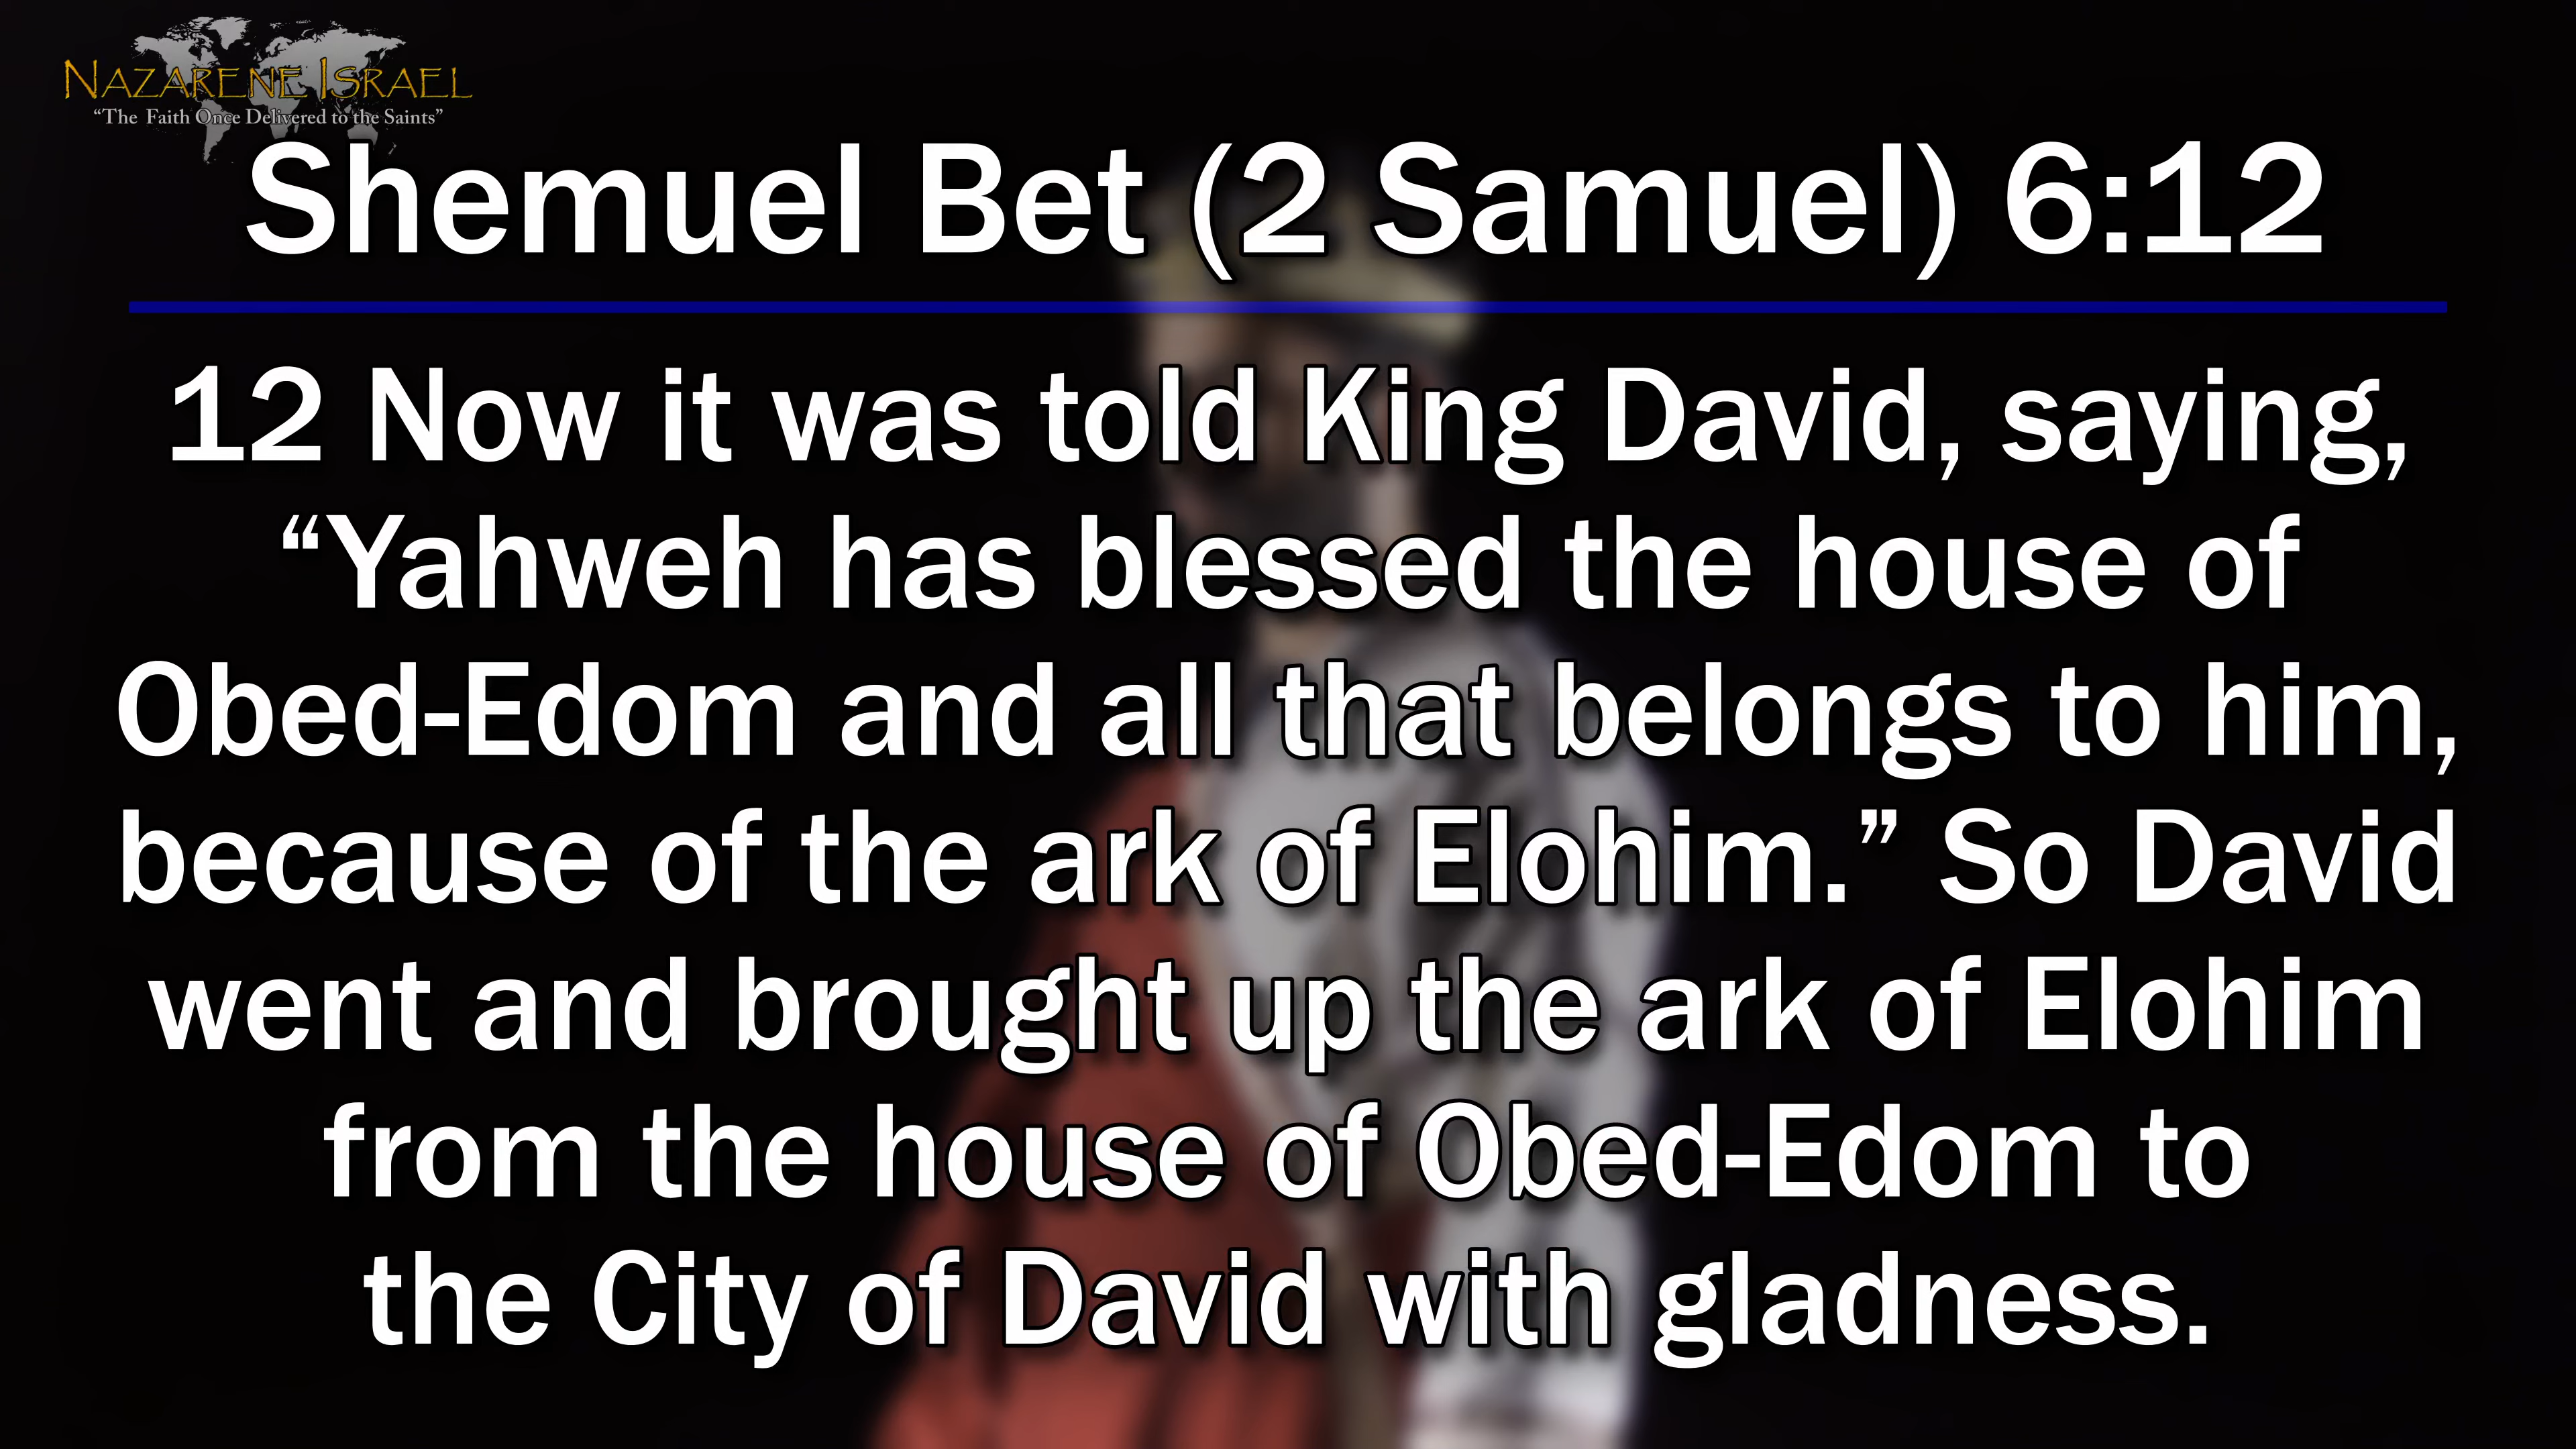 NAZARENE ISRAEL
“The Faith Once Delivered to the Saints”
Shemuel Bet (2 Samuel) 6:12
12 Now it was told King David, saying,
“Yahweh has blessed the house of
Obed-Edom and all that belongs to him,
because of the ark of Elohim.” So David
went and brought up the ark of Elohim
from the house of Obed-Edom to
the City of David with gladness.